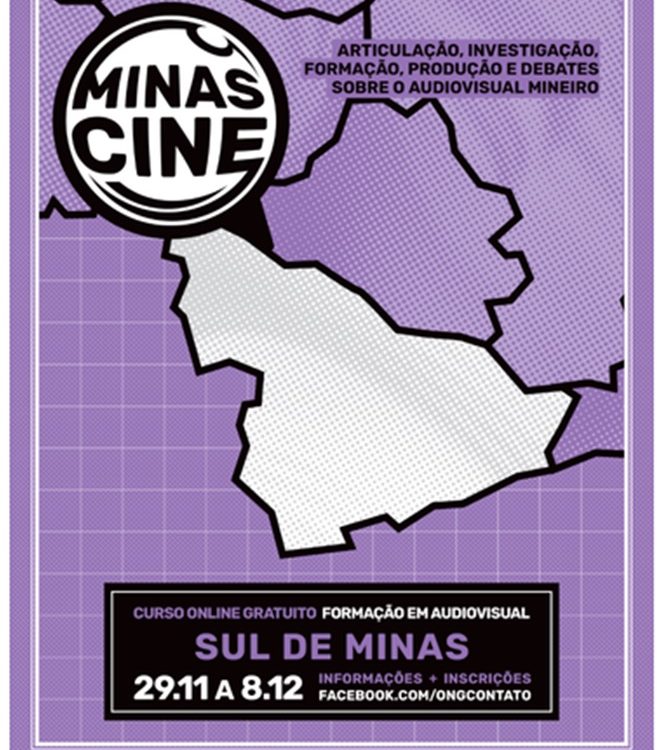 MINAS
CINE
ARTICULAÇÃO, INVESTIGAÇÃO,
FORMAÇÃO, PRODUÇÃO E DEBATES
SOBRE O AUDIOVISUAL MINEIRO
CURSO ONLINE GRATUITO FORMAÇÃO EM AUDIOVISUAL
SUL DE MINAS
29.11 A 8.12
INFORMAÇÕES + INSCRIÇÕES
FACEBOOK.COM/ONGCONTATO